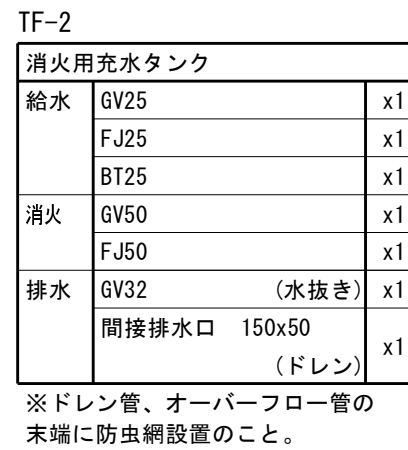 TF-2
消火用充水タンク
給水 GV25 x1
FJ25 x1
BT25 x1
消火 GV50 x1
FJ50 x1
排水 GV32 (水抜き) x1
間接排水口 150x50
(ドレン) x1
※ドレン管、オーバーフロー管の
末端に防虫網設置のこと。